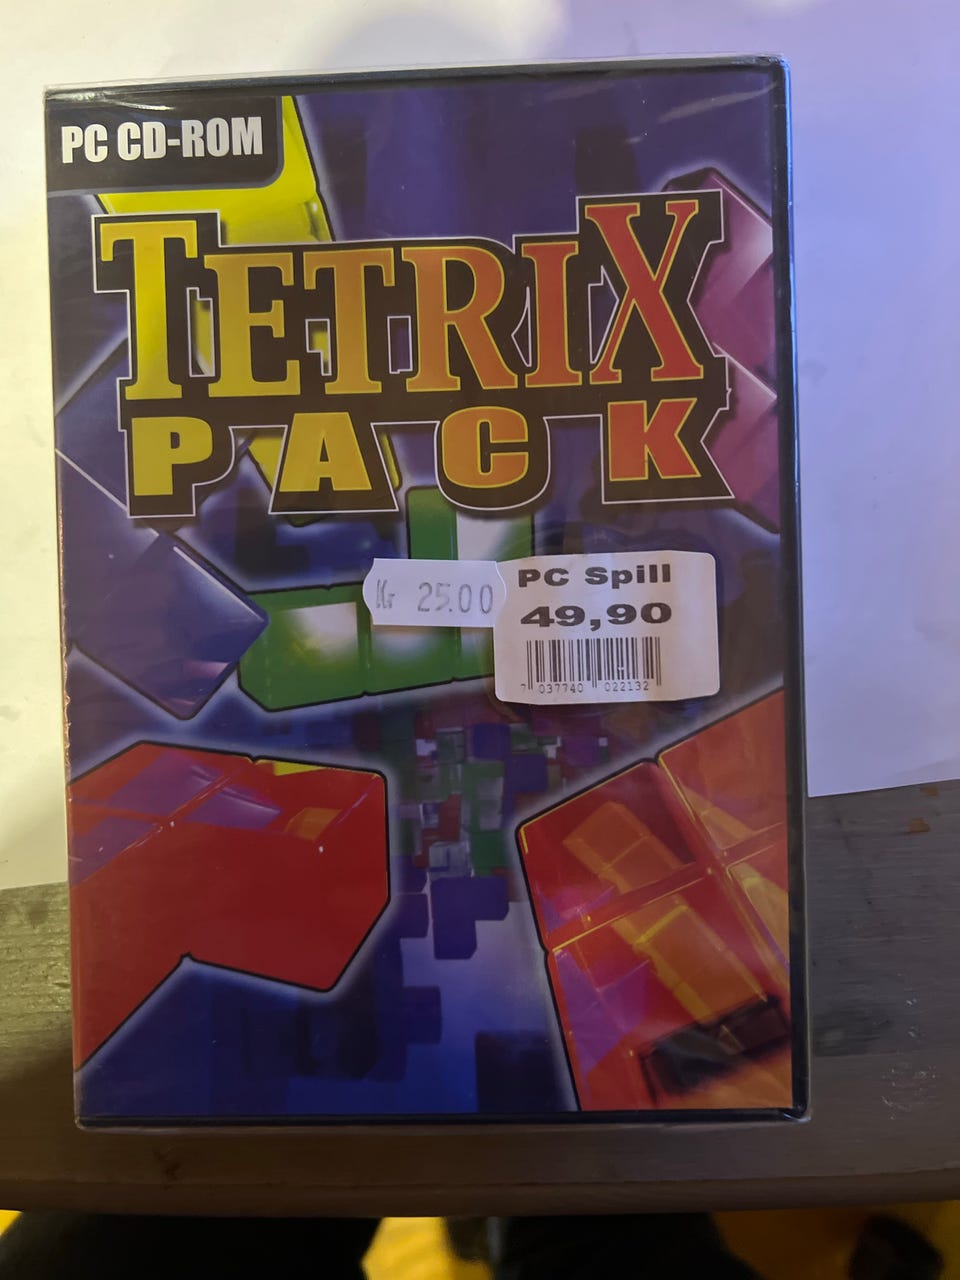 PC CD-ROM
TETRIX
PACK
Kr 25.00
PC Spill
49,90
7 037740 022132